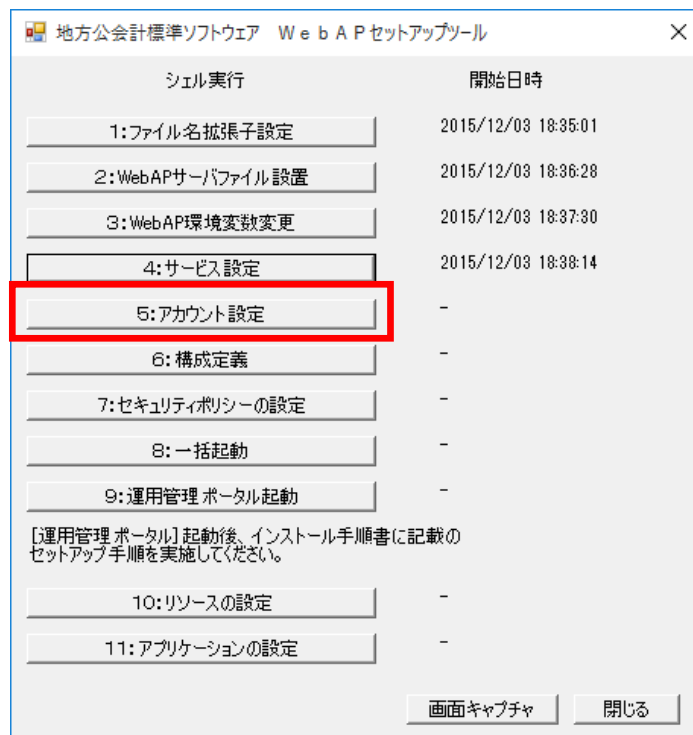 地方公会計標準ソフトウェア　ＷｅｂＡＰセットアップツール
シェル実行 開始日時
1:ファイル名拡張子設定 2015/12/03 18:35:01
2:WebAPサーバファイル設置 2015/12/03 18:36:28
3:WebAP環境変数変更 2015/12/03 18:37:30
4:サービス設定 2015/12/03 18:38:14
5:アカウント設定 -
6:構成定義 -
7:セキュリティポリシーの設定 -
8:一括起動 -
9:運用管理ポータル起動 -
[運用管理ポータル]起動後、インストール手順書に記載の
セットアップ手順を実施してください。
10:リソースの設定 -
11:アプリケーションの設定 -
画面キャプチャ 閉じる